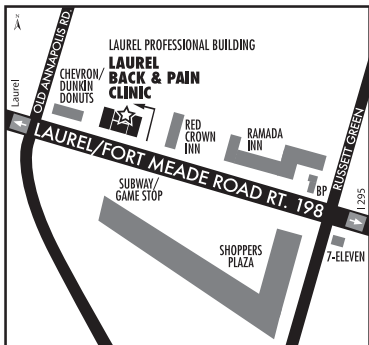 N
OLD ANNAPOLIS RD.
Laurel
LAUREL PROFESSIONAL BUILDING
LAUREL
BACK & PAIN
CLINIC
CHEVRON/
DUNKIN
DONUTS
RED
CROWN
INN
RAMADA
INN
RUSSETT GREEN
LAUREL/FORT MEADE ROAD RT. 198
BP
I295
SUBWAY/
GAME STOP
SHOPPERS
PLAZA
7-ELEVEN